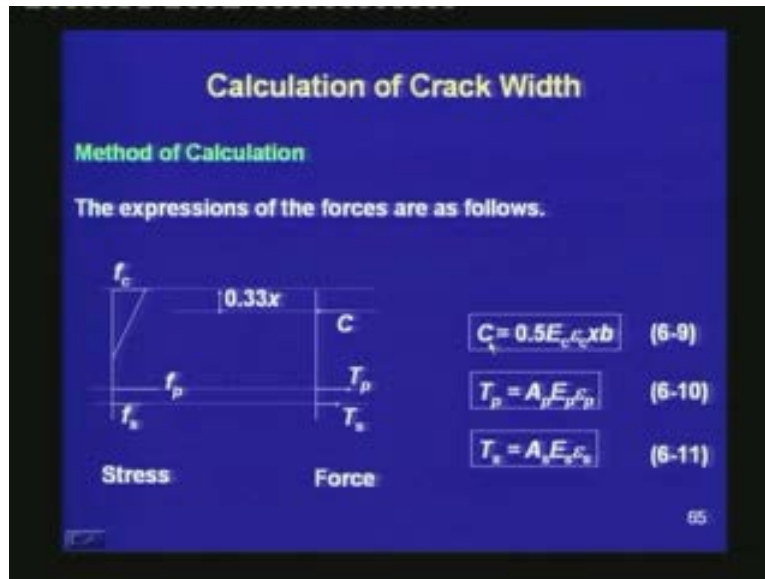 Calculation of Crack Width
Method of Calculation
The expressions of the forces are as follows.
f_c
0.33x
C
C = 0.5E_cε_cxb (6-9)
f_p
T_p
T_p = A_pE_pε_p (6-10)
f_s
T_s
T_s = A_sE_sε_s (6-11)
Stress
Force
65